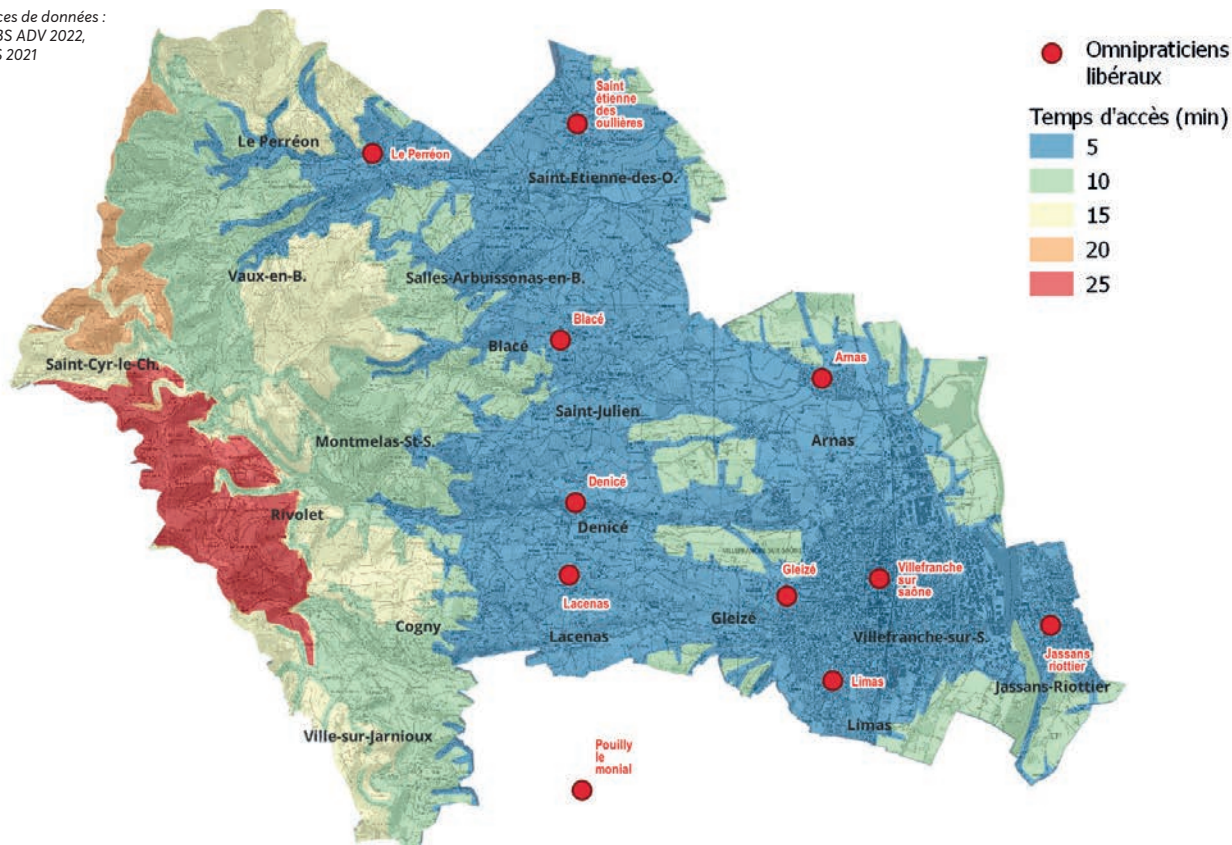 ces de données :
BS ADV 2022,
S 2021
Omnipraticiens
libéraux
Temps d'accès (min)
5
10
15
20
25
Saint
étienne
des
oullières
Le Perréon
Le Perréon
Saint-Etienne-des-O.
Vaux-en-B.
Salles-Arbuissonas-en-B.
Blacé
Blacé
Saint-Cyr-le-Ch.
Arnas
Saint-Julien
Montmelas-St-S.
Arnas
Denicé
Rivolet
Denicé
VILLEFRANCHE-SUR-SAÔNE
Gleizé
Villefranche
sur
saône
Lacenas
Gleizé
Cogny
Lacenas
Villefranche-sur-S.
Jassans
riottier
Limas
Jassans-Riottier
Limas
Ville-sur-Jarnioux
Pouilly
le
monial